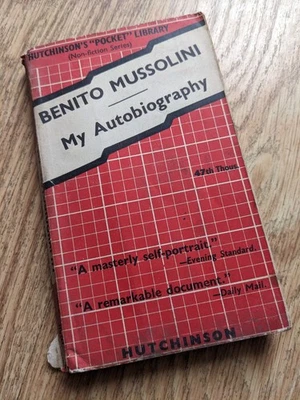 HUTCHINSON'S "POCKET" LIBRARY
(Non-fiction Series)
BENITO MUSSOLINI
My Autobiography
47th Thous.
"A masterly self-portrait."
—Evening Standard.
"A remarkable document."
—Daily Mail
HUTCHINSON